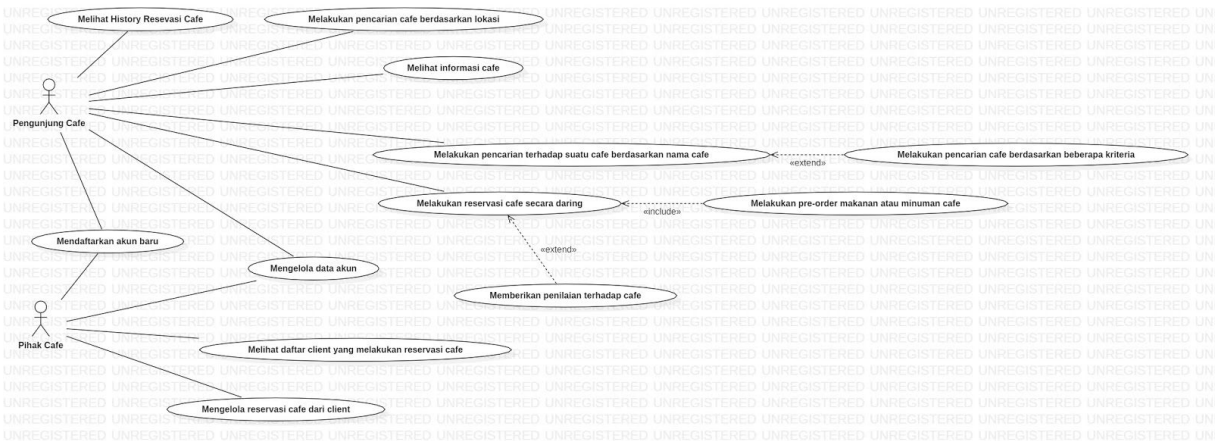 Melihat History Resevasi Cafe
Melakukan pencarian cafe berdasarkan lokasi
Melihat informasi cafe
Pengunjung Cafe
Melakukan pencarian terhadap suatu cafe berdasarkan nama cafe
«extend»
Melakukan pencarian cafe berdasarkan beberapa kriteria
Melakukan reservasi cafe secara daring
«include»
Melakukan pre-order makanan atau minuman cafe
Mendaftarkan akun baru
«extend»
Mengelola data akun
Memberikan penilaian terhadap cafe
Pihak Cafe
Melihat daftar client yang melakukan reservasi cafe
Mengelola reservasi cafe dari client
UNREGISTERED